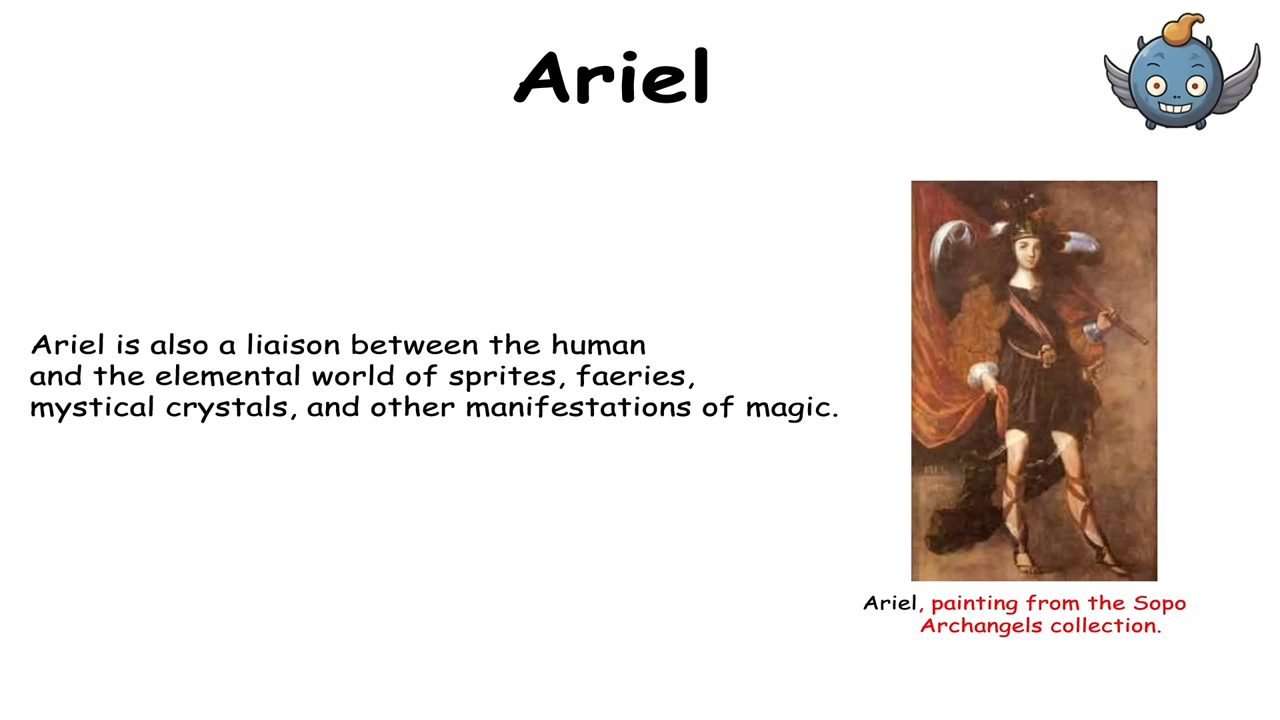 Ariel
Ariel is also a liaison between the human
and the elemental world of sprites, faeries,
mystical crystals, and other manifestations of magic.
Ariel, painting from the Sopo
Archangels collection.